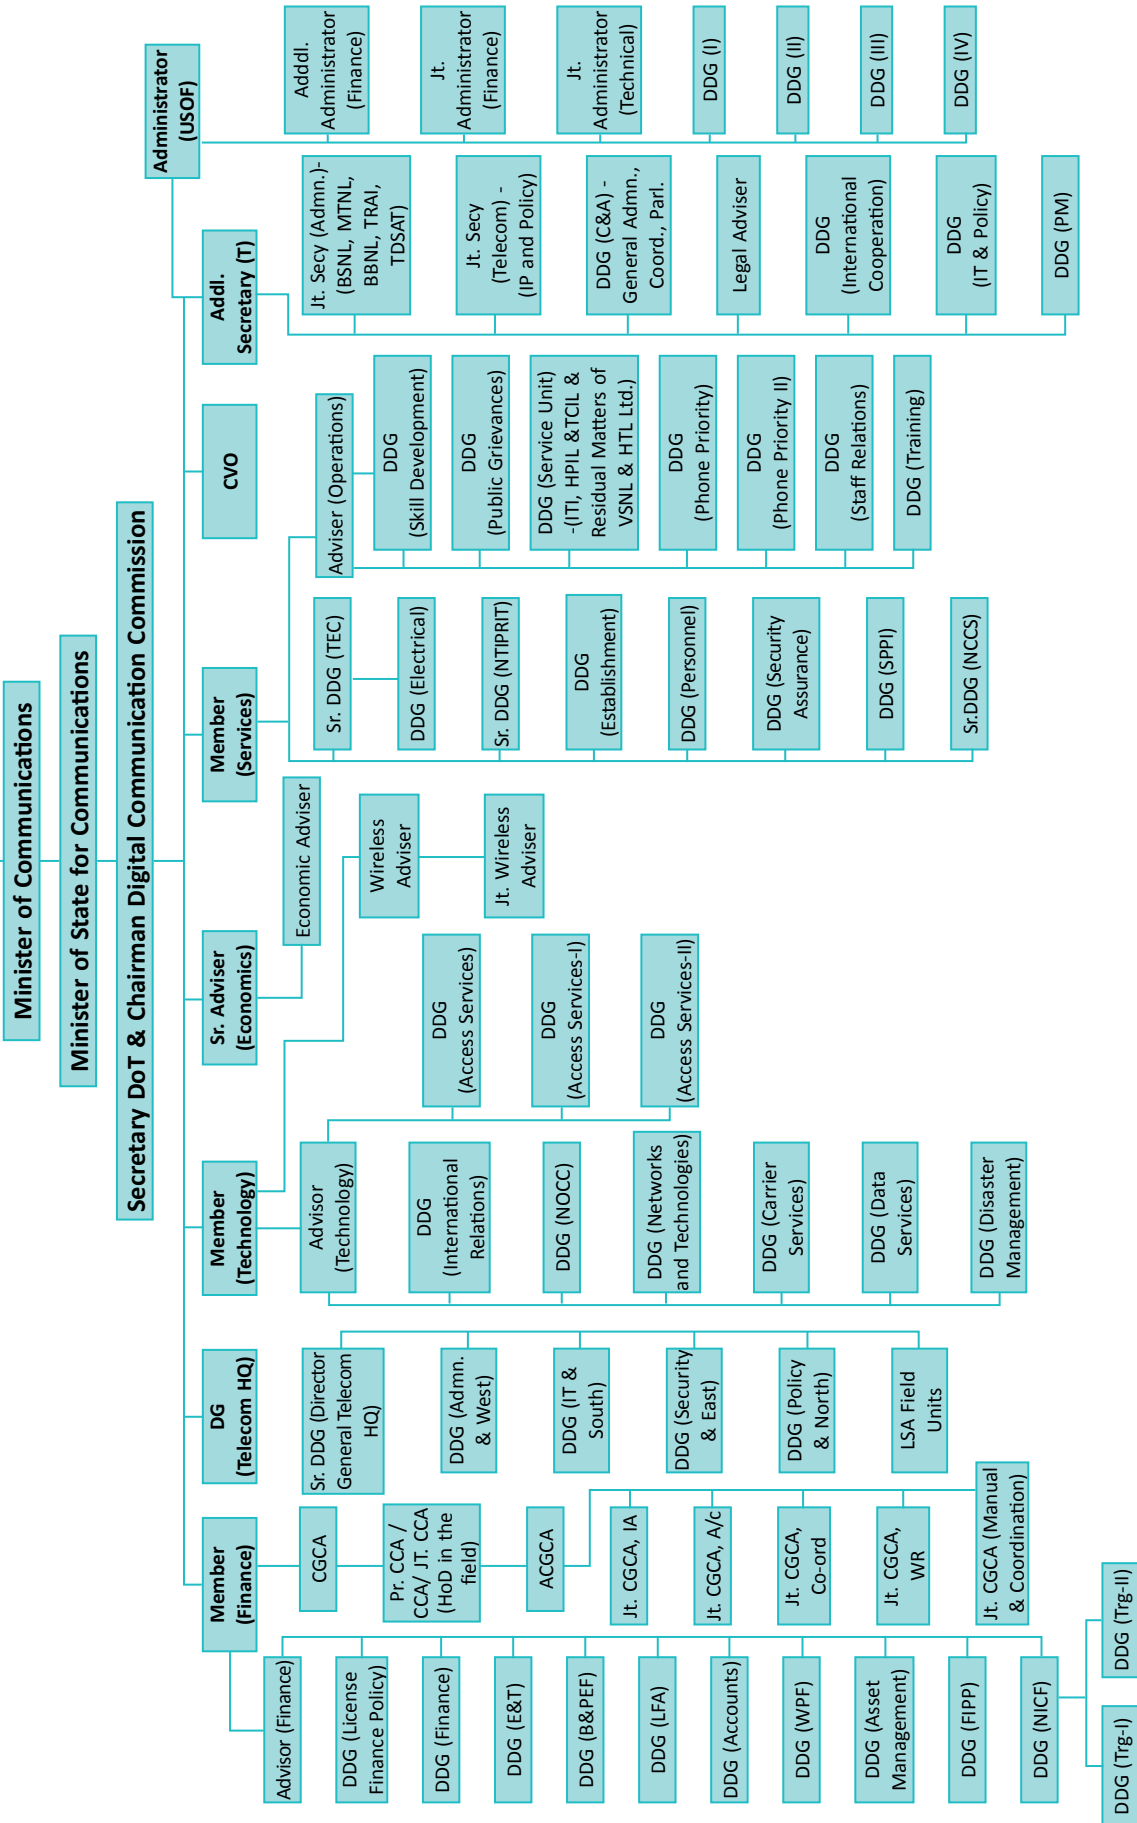 Minister of Communications
Minister of State for Communications
Secretary DoT & Chairman Digital Communication Commission
Member
(Finance)
DG
(Telecom HQ)
Member
(Technology)
Sr. Adviser
(Economics)
Member
(Services)
CVO
Addl.
Secretary (T)
Administrator
(USOF)
Advisor (Finance)
DDG (License
Finance Policy)
DDG (Finance)
DDG (E&T)
DDG (B&PEF)
DDG (LFA)
DDG (Accounts)
DDG (WPF)
DDG (Asset
Management)
DDG (FIPP)
DDG (NICF)
DDG (Trg-I)
DDG (Trg-II)
CGCA
Pr. CCA /
CCA/ JT. CCA
(HoD in the
field)
ACGCA
Jt. CGCA, IA
Jt. CGCA, A/c
Jt. CGCA,
Co-ord
Jt. CGCA,
WR
Jt. CGCA (Manual
& Coordination)
Sr. DDG (Director
General Telecom
HQ)
DDG (Admn.
& West)
DDG (IT &
South)
DDG (Security
& East)
DDG (Policy
& North)
LSA Field
Units
Advisor
(Technology)
DDG
(International
Relations)
DDG (NOCC)
DDG (Networks
and Technologies)
DDG (Carrier
Services)
DDG (Data
Services)
DDG (Disaster
Management)
DDG
(Access Services)
DDG
(Access Services-I)
DDG
(Access Services-II)
Economic Adviser
Wireless
Adviser
Jt. Wireless
Adviser
Sr. DDG (TEC)
DDG (Electrical)
Sr. DDG (NTIPRIT)
DDG
(Establishment)
DDG (Personnel)
DDG (Security
Assurance)
DDG (SPPI)
Sr.DDG (NCCS)
Adviser (Operations)
DDG
(Skill Development)
DDG
(Public Grievances)
DDG (Service Unit)
-(ITI, HPIL &TCIL &
Residual Matters of
VSNL & HTL Ltd.)
DDG
(Phone Priority)
DDG
(Phone Priority II)
DDG
(Staff Relations)
DDG (Training)
Jt. Secy (Admn.)-
(BSNL, MTNL,
BBNL, TRAI,
TDSAT)
Jt. Secy
(Telecom) -
(IP and Policy)
DDG (C&A) -
General Admn.,
Coord., Parl.
Legal Adviser
DDG
(International
Cooperation)
DDG
(IT & Policy)
DDG (PM)
Adddl.
Administrator
(Finance)
Jt.
Administrator
(Finance)
Jt.
Administrator
(Technical)
DDG (I)
DDG (II)
DDG (III)
DDG (IV)